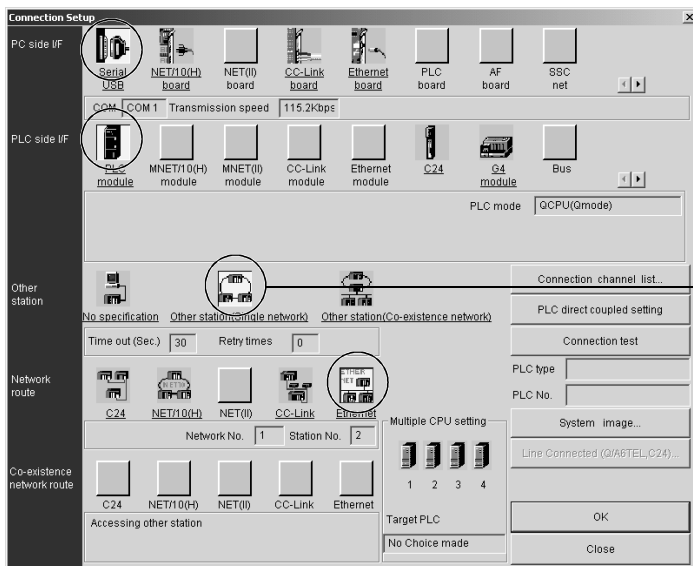 Connection Setup
PC side I/F
Serial USB
NET/10(H) board
NET(II) board
CC-Link board
Ethernet board
PLC board
AF board
SSC net
COM COM 1 Transmission speed 115.2Kbps
PLC side I/F
PLC module
MNET/10(H) module
MNET(II) module
CC-Link module
Ethernet module
C24
G4 module
Bus
PLC mode QCPU(Qmode)
Other station
No specification
Other station(Single network)
Other station(Co-existence network)
Time out (Sec.) 30 Retry times 0
Connection channel list...
PLC direct coupled setting
Connection test
PLC type
PLC No.
System image...
Line Connected (Q/A6TEL,C24)...
Network route
C24
NET/10(H)
NET(II)
CC-Link
Ethernet
Network No. 1 Station No. 2
Multiple CPU setting
1 2 3 4
Target PLC
No Choice made
Co-existence network route
C24
NET/10(H)
NET(II)
CC-Link
Ethernet
Accessing other station
OK
Close